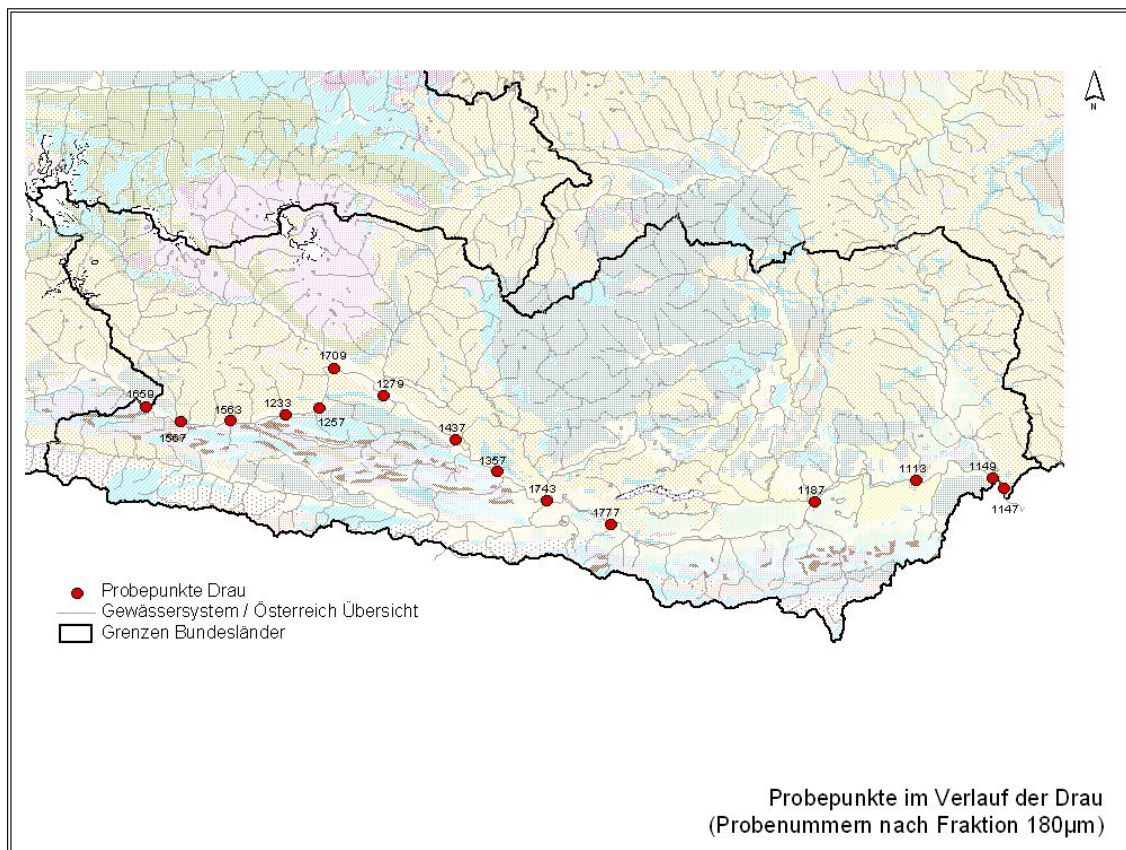 N
1709
1279
1659
1563
1233
1257
1567
1437
1357
1743
1777
1187
1113
1149
1147
Probepunkte Drau
Gewässersystem / Österreich Übersicht
Grenzen Bundesländer
Probepunkte im Verlauf der Drau
(Probenummern nach Fraktion 180µm)